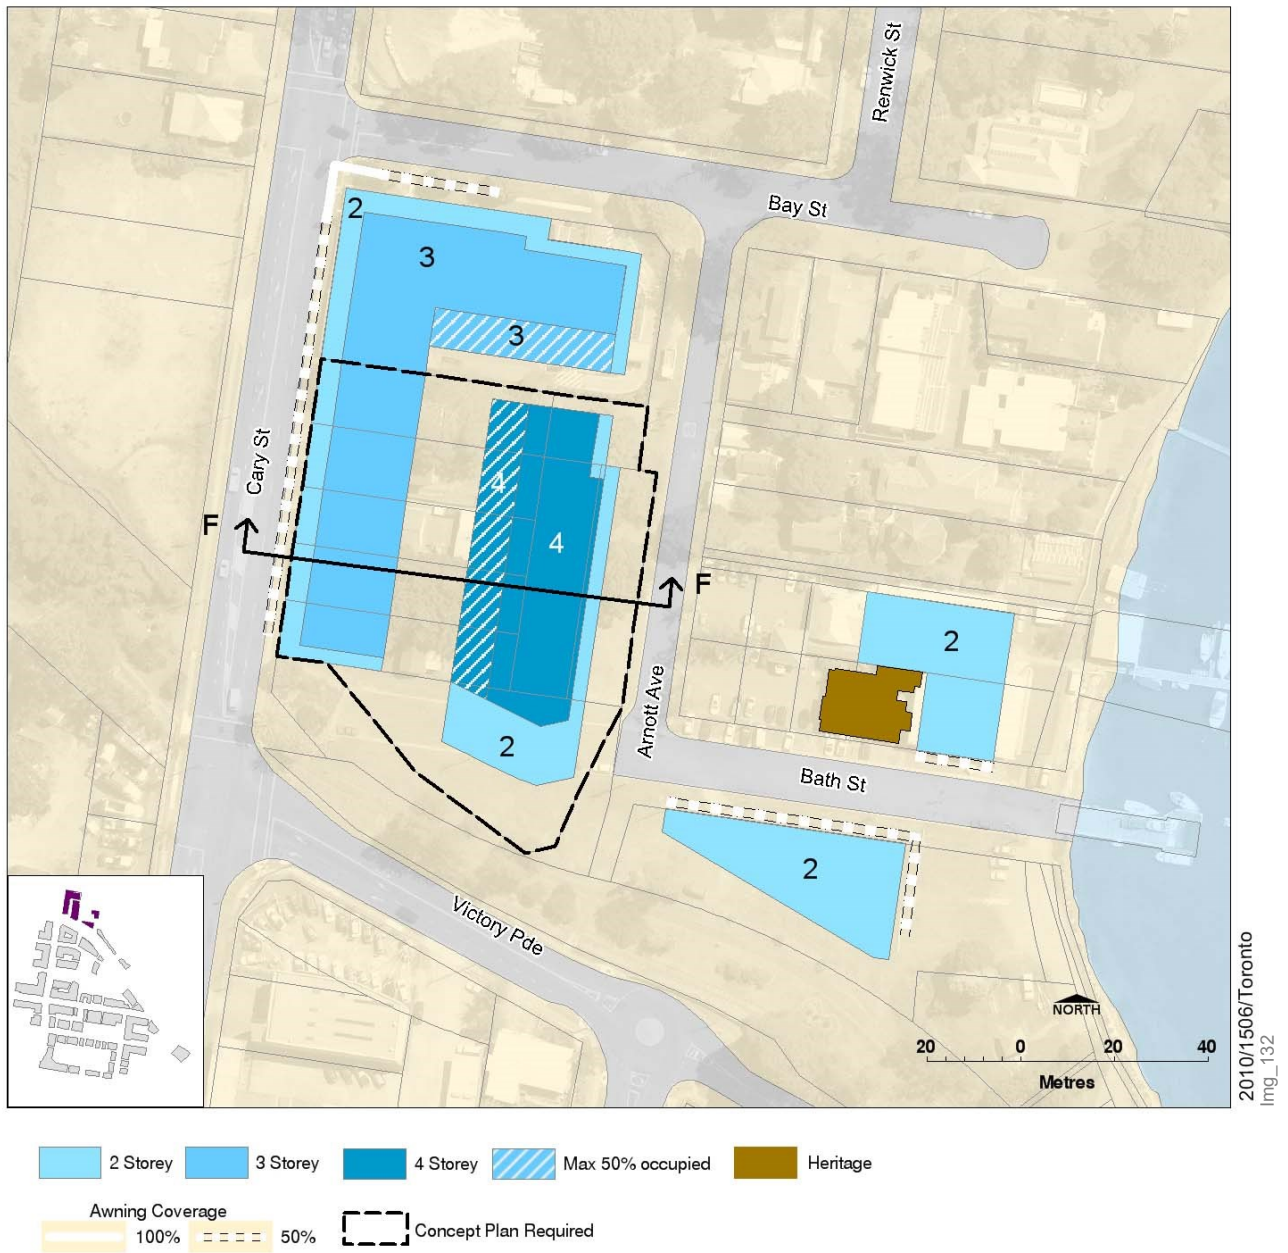 Renwick St
Bay St
2
3
3
Cary St
4
4
F
F
2
Arnott Ave
2
Bath St
2
Victory Pde
NORTH
20 0 20 40
Metres
2010/1506/Toronto
Img_132
2 Storey
3 Storey
4 Storey
Max 50% occupied
Heritage
Awning Coverage
100%
50%
Concept Plan Required